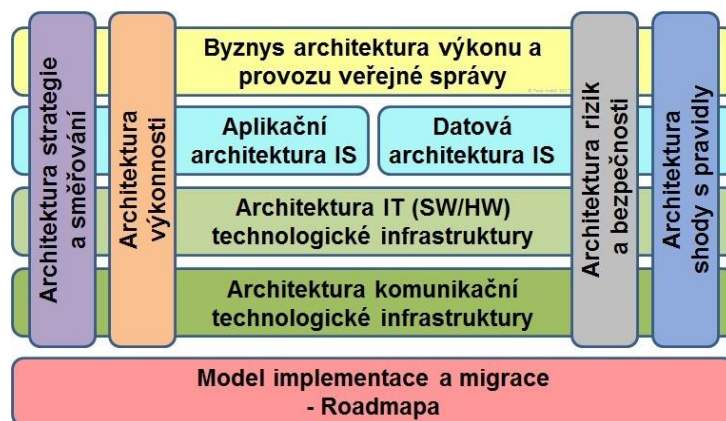 Architektura strategie
a směřování
Architektura
výkonnosti
Byznys architektura výkonu a
provozu veřejné správy
Aplikační
architektura IS
Datová
architektura IS
Architektura IT (SW/HW)
technologické infrastruktury
Architektura komunikační
technologické infrastruktury
Architektura rizik
a bezpečnosti
Architektura
shody s pravidly
Model implementace a migrace
- Roadmapa